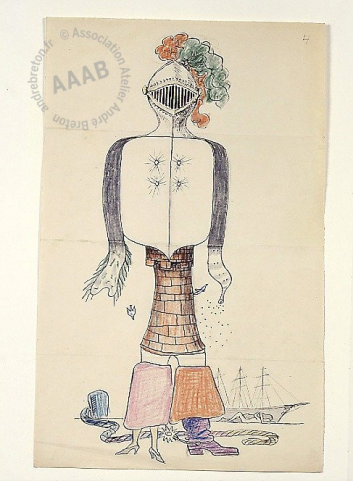 © Association Atelier André Breton
andrebreton.fr
AAAB
4